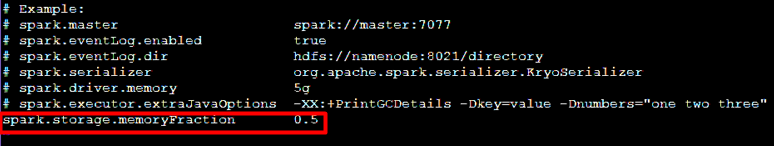 # Example:
# spark.master                     spark://master:7077
# spark.eventLog.enabled           true
# spark.eventLog.dir               hdfs://namenode:8021/directory
# spark.serializer                 org.apache.spark.serializer.KryoSerializer
# spark.driver.memory              5g
# spark.executor.extraJavaOptions  -XX:+PrintGCDetails -Dkey=value -Dnumbers="one two three"
spark.storage.memoryFraction       0.5